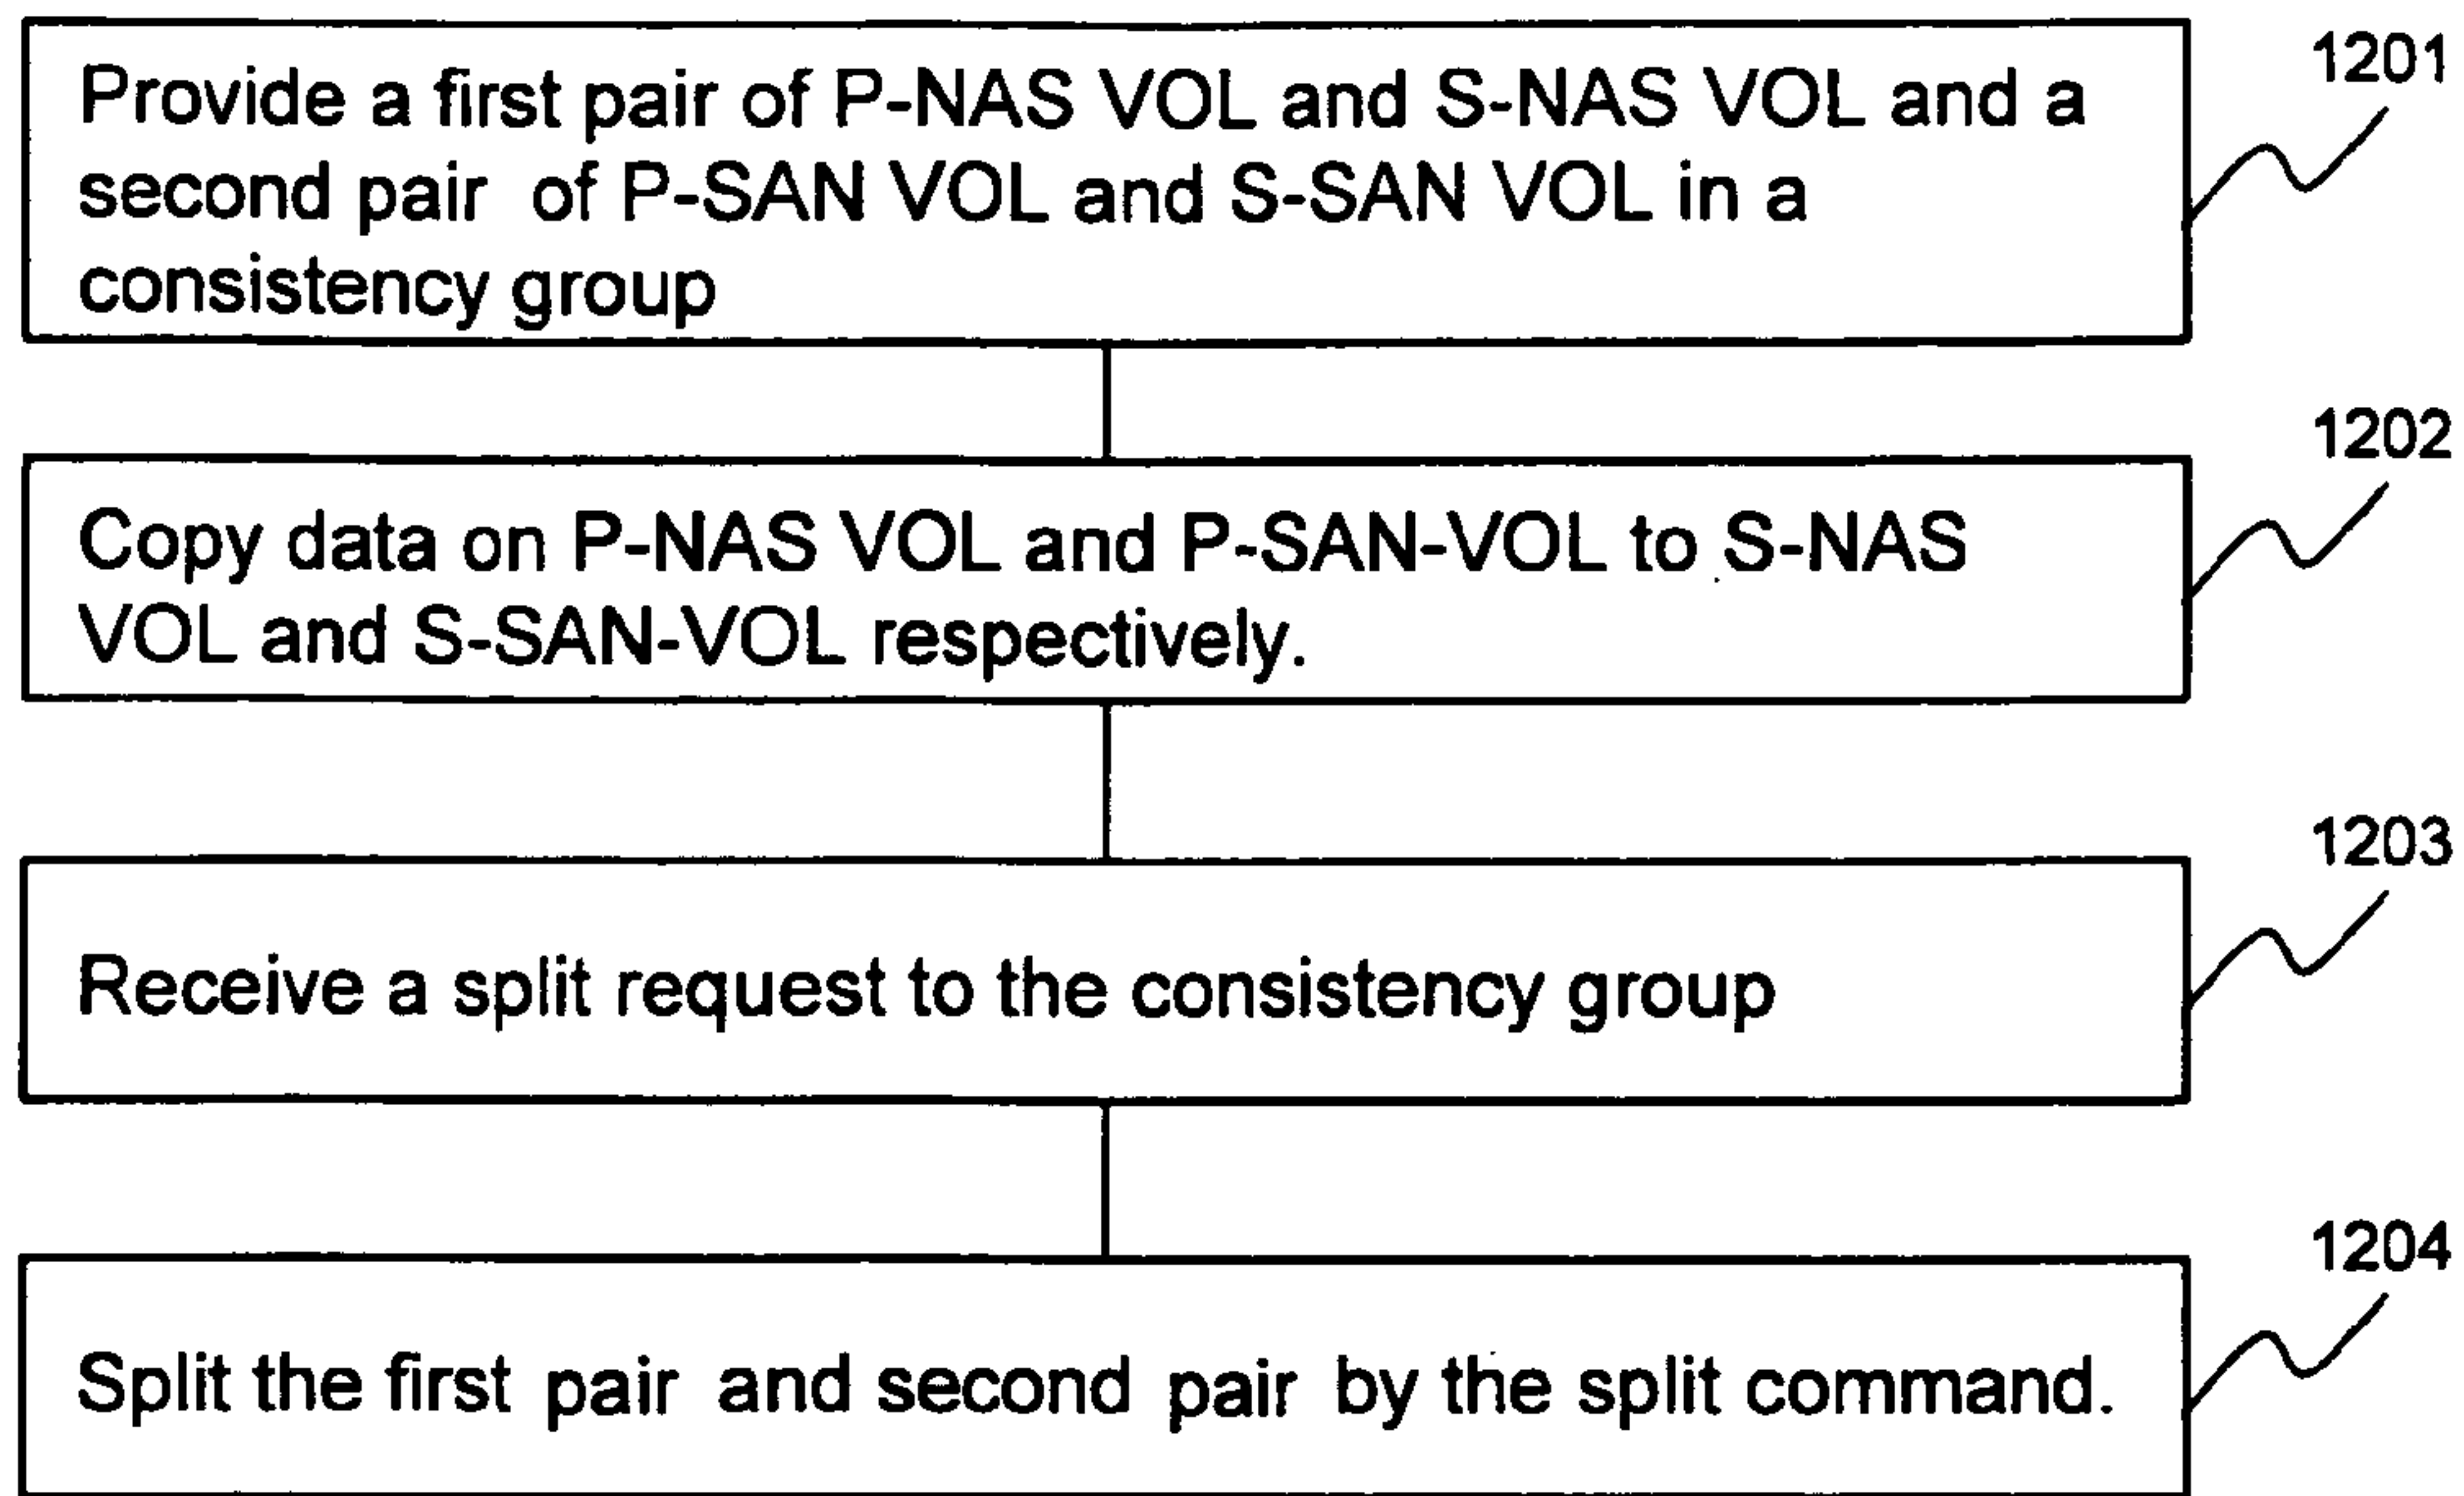 Provide a first pair of P-NAS VOL and S-NAS VOL and a
second pair of P-SAN VOL and S-SAN VOL in a
consistency group
1201
Copy data on P-NAS VOL and P-SAN-VOL to S-NAS
VOL and S-SAN-VOL respectively.
1202
Receive a split request to the consistency group
1203
Split the first pair and second pair by the split command.
1204